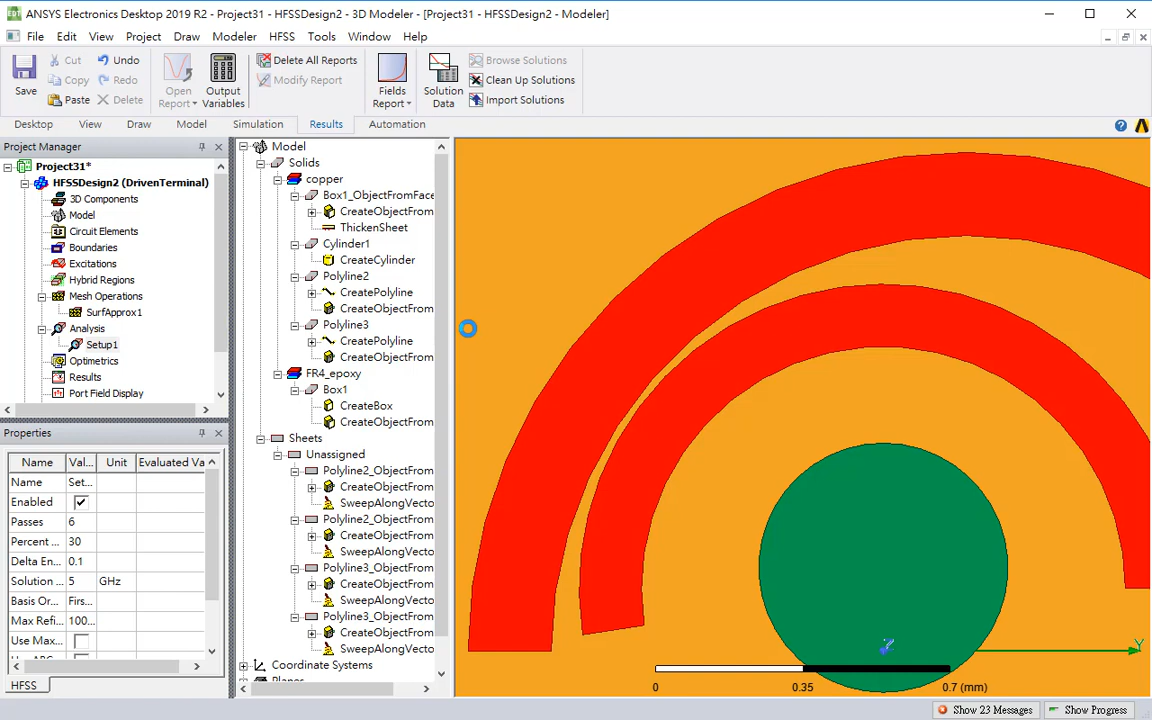 ANSYS Electronics Desktop 2019 R2 - Project31 - HFSSDesign2 - 3D Modeler - [Project31 - HFSSDesign2 - Modeler]
File Edit View Project Draw Modeler HFSS Tools Window Help
Save
Cut
Copy
Paste
Undo
Redo
Delete
Open Report
Output Variables
Delete All Reports
Modify Report
Fields Report
Solution Data
Browse Solutions
Clean Up Solutions
Import Solutions
Desktop View Draw Model Simulation Results Automation
Project Manager
Project31*
HFSSDesign2 (DrivenTerminal)
3D Components
Model
Circuit Elements
Boundaries
Excitations
Hybrid Regions
Mesh Operations
SurfApprox1
Analysis
Setup1
Optimetrics
Results
Port Field Display
Properties
Name Val... Unit Evaluated Va
Name Set...
Enabled
Passes 6
Percent ... 30
Delta En... 0.1
Solution ... 5 GHz
Basis Or... Firs...
Max Refi... 100...
Use Max...
HFSS
Model
Solids
copper
Box1_ObjectFromFace
CreateObjectFrom
ThickenSheet
Cylinder1
CreateCylinder
Polyline2
CreatePolyline
CreateObjectFrom
Polyline3
CreatePolyline
CreateObjectFrom
FR4_epoxy
Box1
CreateBox
CreateObjectFrom
Sheets
Unassigned
Polyline2_ObjectFrom
CreateObjectFrom
SweepAlongVecto
Polyline2_ObjectFrom
CreateObjectFrom
SweepAlongVecto
Polyline3_ObjectFrom
CreateObjectFrom
SweepAlongVecto
Polyline3_ObjectFrom
CreateObjectFrom
SweepAlongVecto
Coordinate Systems
Z
Y
0 0.35 0.7 (mm)
Show 23 Messages
Show Progress